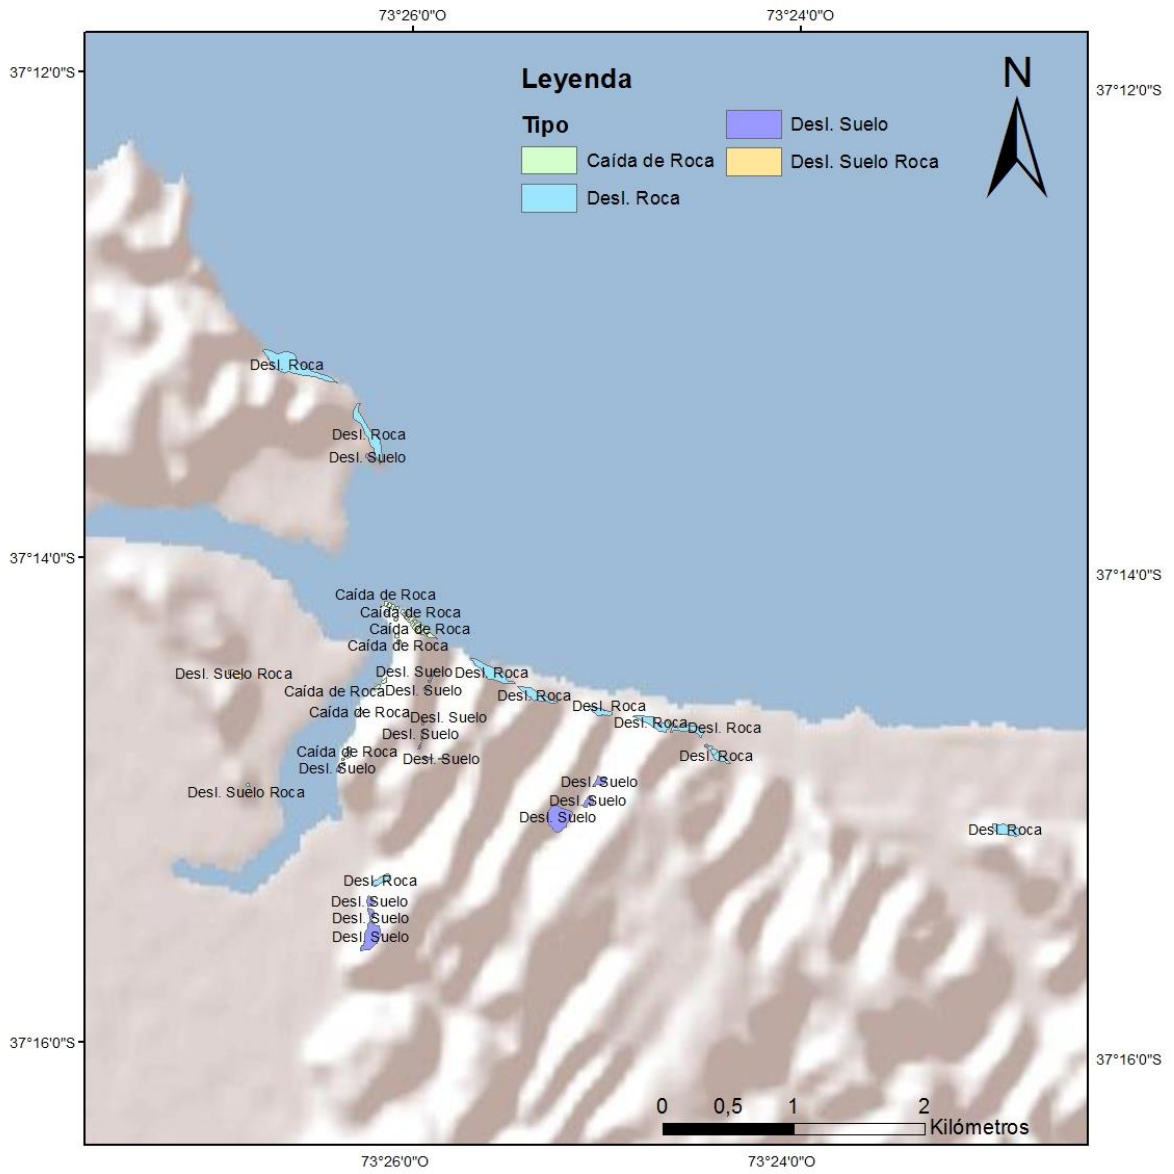 73°26'0"O
73°24'0"O
37°12'0"S
37°12'0"S
Leyenda
N
Tipo
Desl. Suelo
Caída de Roca
Desl. Suelo Roca
Desl. Roca
Desl. Roca
Desl. Roca
Desl. Suelo
37°14'0"S
37°14'0"S
Caída de Roca
Caída de Roca
Caída de Roca
Caída de Roca
Desl. Suelo Roca
Desl. Suelo
Desl. Roca
Caída de Roca
Desl. Suelo
Desl. Roca
Caída de Roca
Desl. Suelo
Desl. Roca
Desl. Roca
Desl. Roca
Desl. Suelo
Caída de Roca
Desl. Suelo
Desl. Roca
Desl. Suelo
Desl. Suelo
Desl. Suelo Roca
Desl. Suelo
Desl. Suelo
Desl. Roca
Desl. Roca
Desl. Suelo
Desl. Suelo
Desl. Suelo
37°16'0"S
37°16'0"S
0 0,5 1 2
Kilómetros
73°26'0"O
73°24'0"O